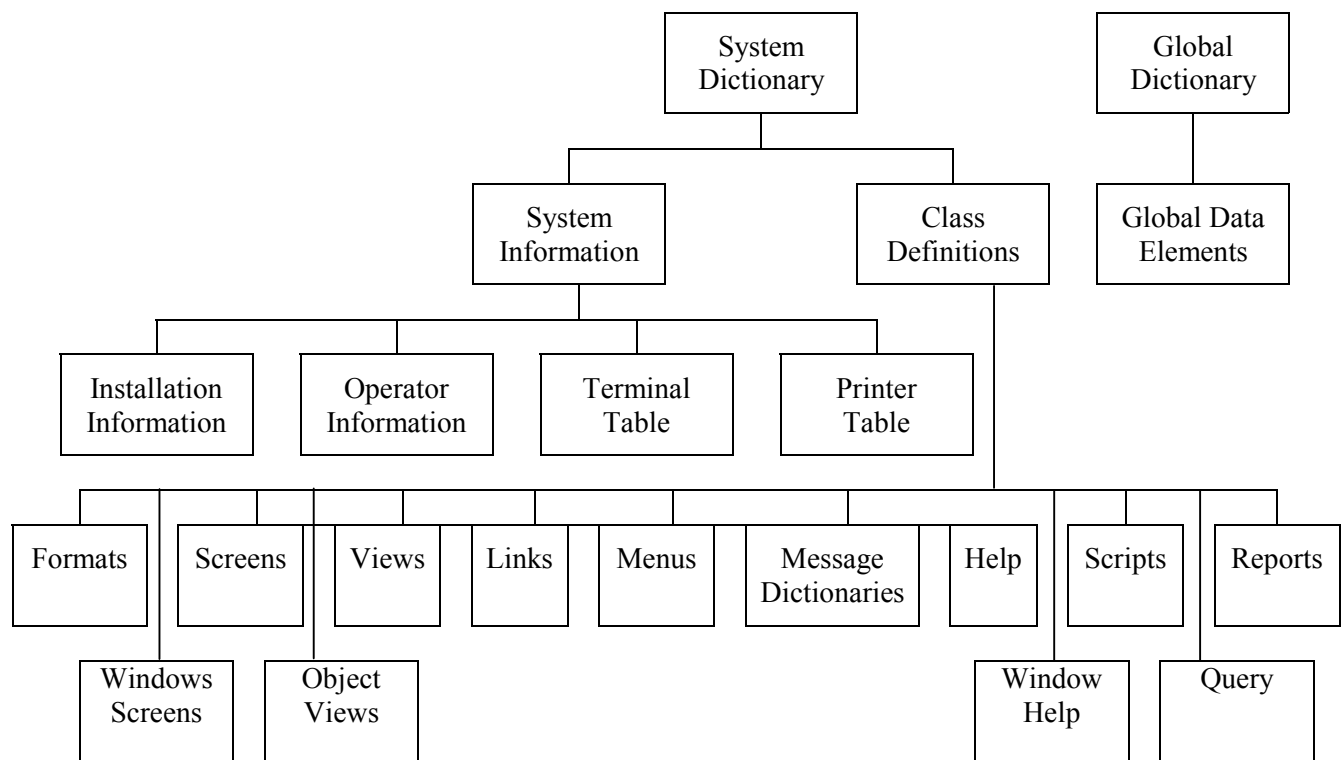 System
Dictionary
Global
Dictionary
System
Information
Class
Definitions
Global Data
Elements
Installation
Information
Operator
Information
Terminal
Table
Printer
Table
Formats
Screens
Views
Links
Menus
Message
Dictionaries
Help
Scripts
Reports
Windows
Screens
Object
Views
Window
Help
Query